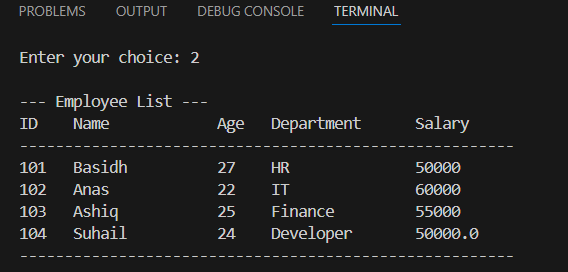 PROBLEMS OUTPUT DEBUG CONSOLE TERMINAL
Enter your choice: 2
--- Employee List ---
ID Name Age Department Salary
-------------------------------------------------------
101 Basidh 27 HR 50000
102 Anas 22 IT 60000
103 Ashiq 25 Finance 55000
104 Suhail 24 Developer 50000.0
-------------------------------------------------------